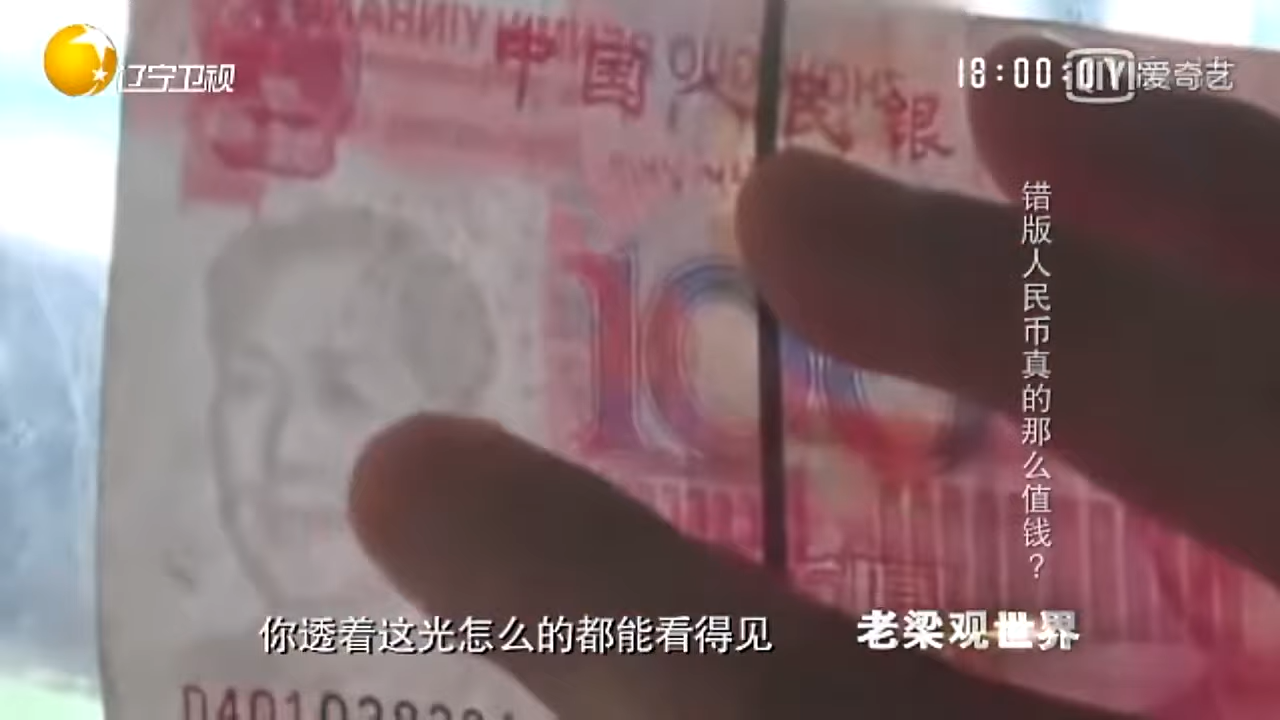 辽宁卫视
18:00:01
爱奇艺
中国人民银
100
错版人民币真的那么值钱？
你透着这光怎么的都能看得见
老梁观世界